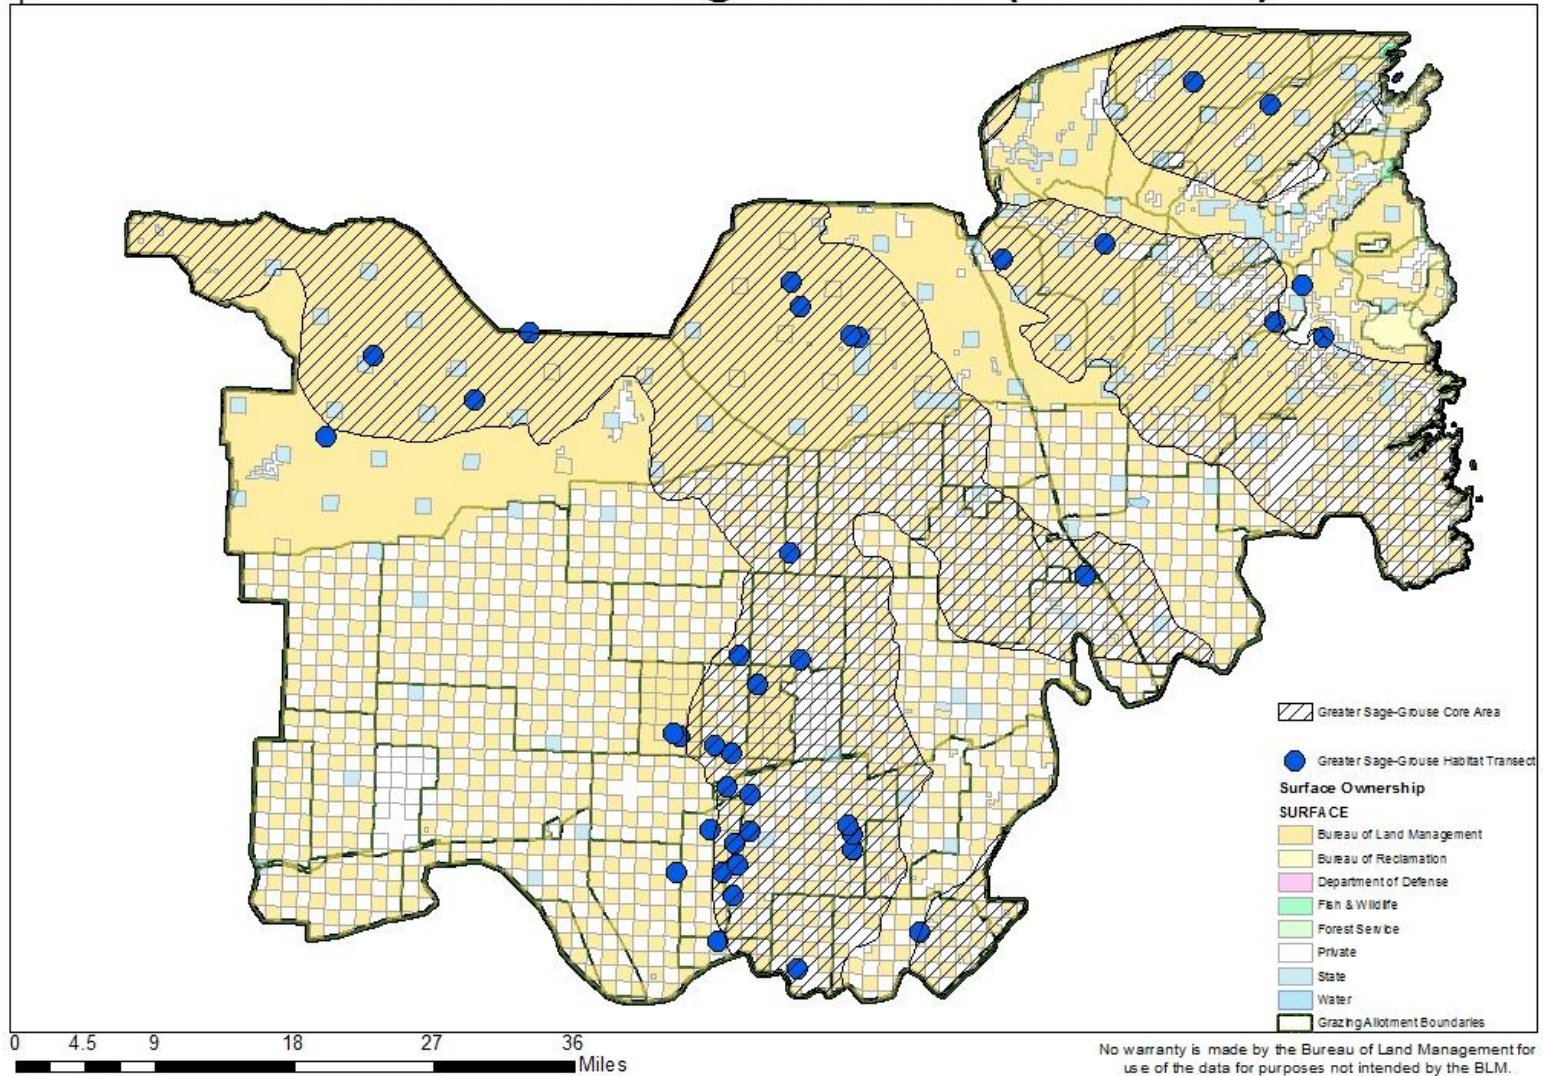 Greater Sage-Grouse Core Area
Greater Sage-Grouse Habitat Transect
Surface Ownership
SURFACE
Bureau of Land Management
Bureau of Reclamation
Department of Defense
Fish & Wildlife
Forest Service
Private
State
Water
Grazing Allotment Boundaries
0 4.5 9 18 27 36
Miles
No warranty is made by the Bureau of Land Management for
use of the data for purposes not intended by the BLM.